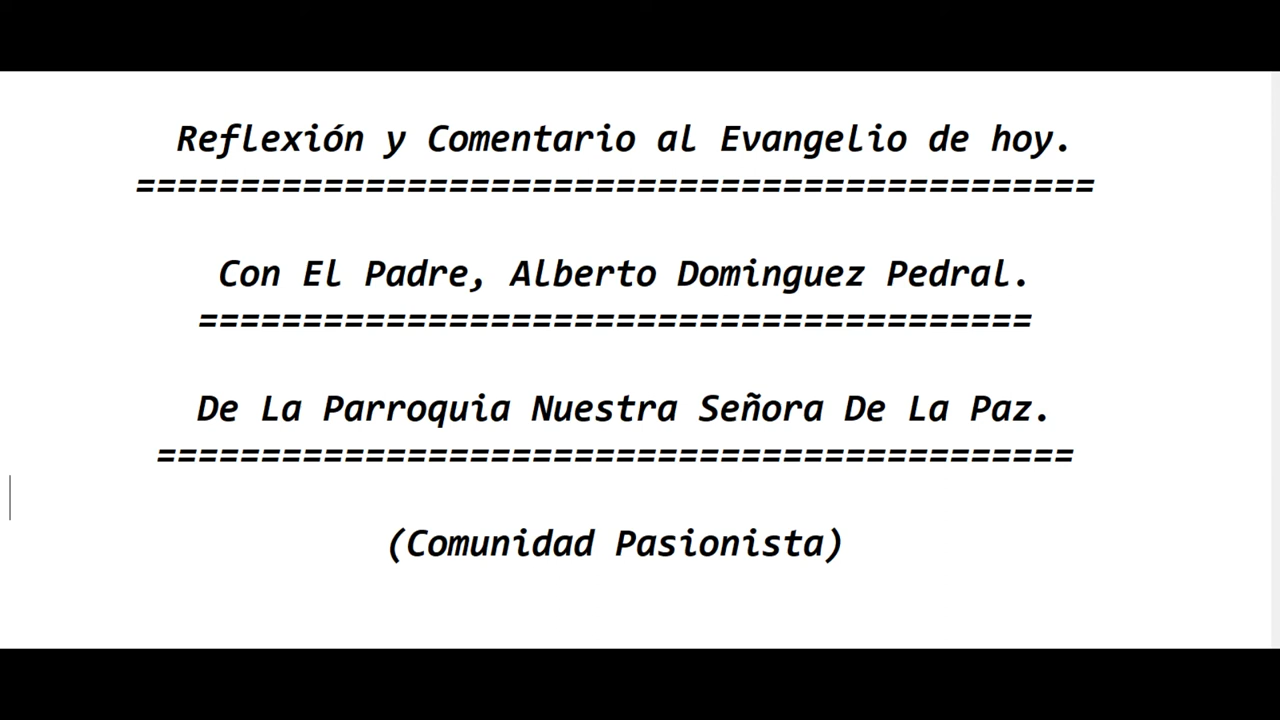 Reflexión y Comentario al Evangelio de hoy.
==============================================
Con El Padre, Alberto Dominguez Pedral.
========================================
De La Parroquia Nuestra Señora De La Paz.
============================================
(Comunidad Pasionista)